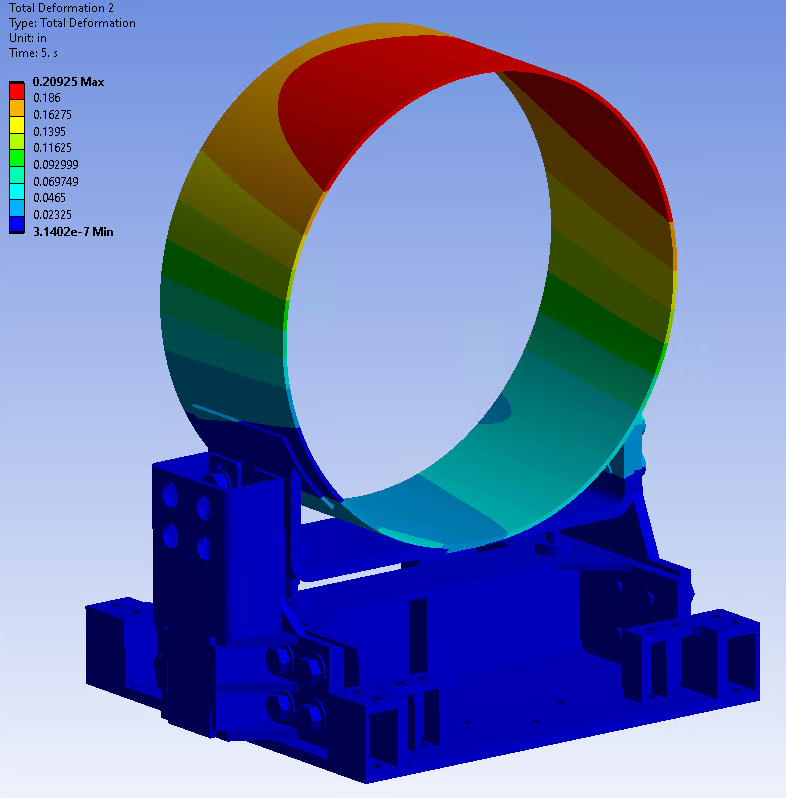 Total Deformation 2
Type: Total Deformation
Unit: in
Time: 5. s
0.20925 Max
0.186
0.16275
0.1395
0.11625
0.092999
0.069749
0.0465
0.02325
3.1402e-7 Min